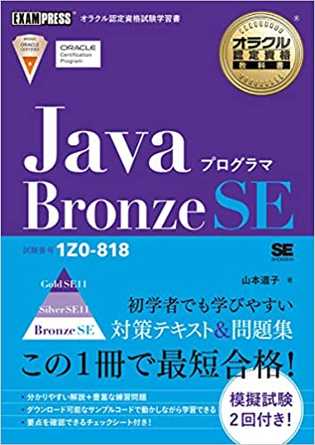 EXAMPRESS®
オラクル認定資格試験学習書
ORACLE
Certification
Program
オラクル
認定資格
教科書
Java プログラマ
Bronze SE
試験番号 1Z0-818
SE
SHOEISHA
山本道子 著
Gold SE11
Silver SE11
Bronze SE
初学者でも学びやすい
対策テキスト&問題集
この1冊で最短合格!
・分かりやすい解説+豊富な練習問題
・ダウンロード可能なサンプルコードで動かしながら学習できる
・要点を確認できるチェックシート付き!
模擬試験
2回付き!